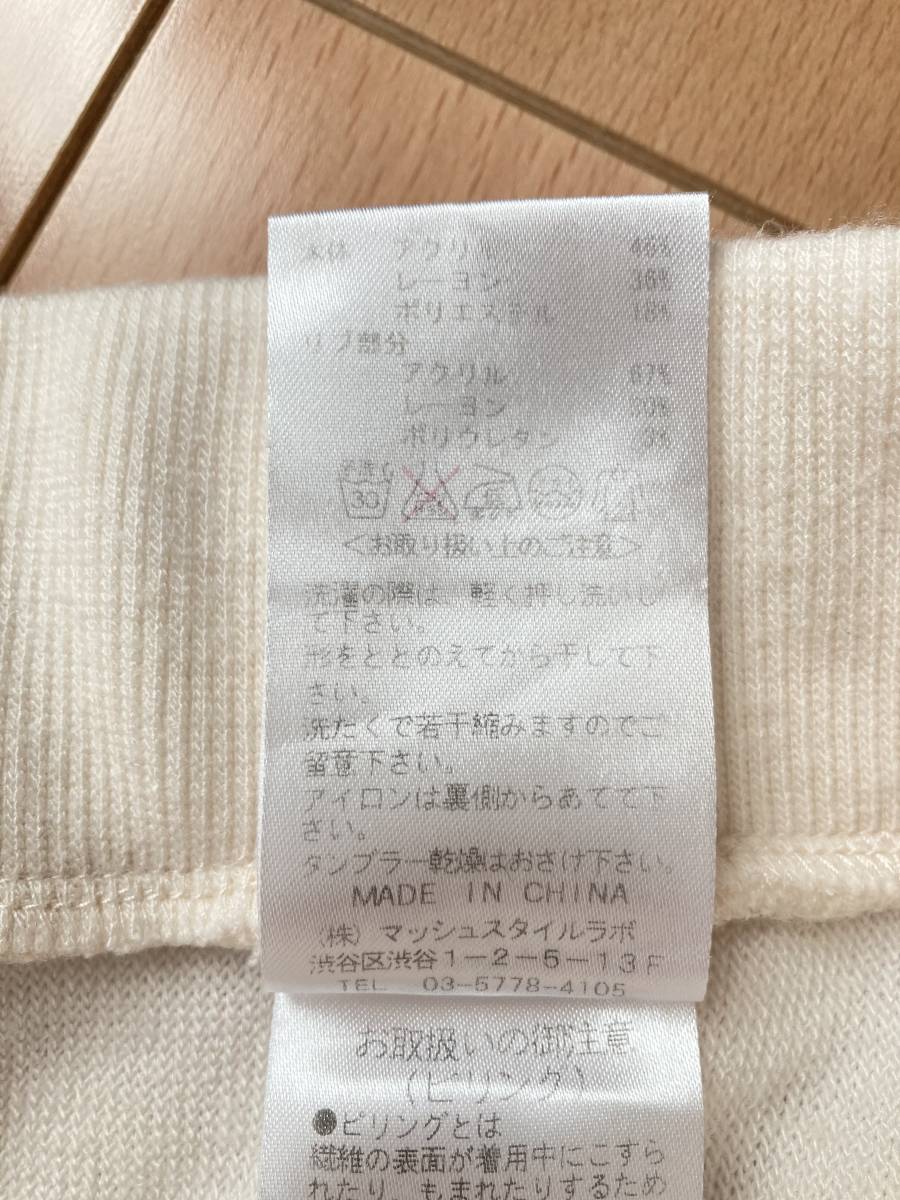 本体 アクリル 46%
レーヨン 36%
ポリエステル 18%
リブ部分
アクリル 67%
レーヨン 30%
ポリウレタン 3%
手洗イ
30
<お取り扱い上のご注意>
洗濯の際は、軽く押し洗いし
て下さい。
形をととのえてから干して下
さい。
洗たくで若干縮みますのでご
留意下さい。
アイロンは裏側からあてて下
さい。
タンブラー乾燥はおさけ下さい。
MADE IN CHINA
(株) マッシュスタイルラボ
渋谷区渋谷1-2-5-13F
TEL 03-5778-4105
お取扱いの御注意
(ピリング)
●ピリングとは
繊維の表面が着用中にこすら
れたり、もまれたりするため